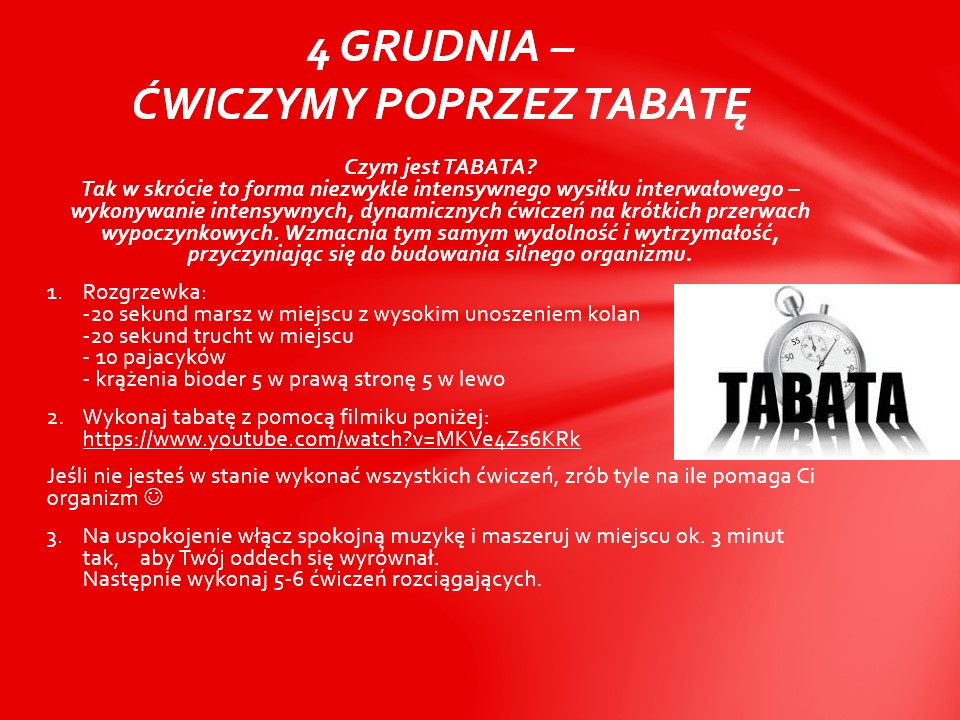 4 GRUDNIA –
ĆWICZYMY POPRZEZ TABATĘ
Czym jest TABATA?
Tak w skrócie to forma niezwykle intensywnego wysiłku interwałowego –
wykonywanie intensywnych, dynamicznych ćwiczeń na krótkich przerwach
wypoczynkowych. Wzmacnia tym samym wydolność i wytrzymałość,
przyczyniając się do budowania silnego organizmu.
1. Rozgrzewka:
-20 sekund marsz w miejscu z wysokim unoszeniem kolan
-20 sekund trucht w miejscu
- 10 pajacyków
- krążenia bioder 5 w prawą stronę 5 w lewo
2. Wykonaj tabatę z pomocą filmiku poniżej:
https://www.youtube.com/watch?v=MKVe4Zs6KRk
Jeśli nie jesteś w stanie wykonać wszystkich ćwiczeń, zrób tyle na ile pomaga Ci
organizm ☺
3. Na uspokojenie włącz spokojną muzykę i maszeruj w miejscu ok. 3 minut
tak, aby Twój oddech się wyrównał.
Następnie wykonaj 5-6 ćwiczeń rozciągających.
55
50
5
TABATA